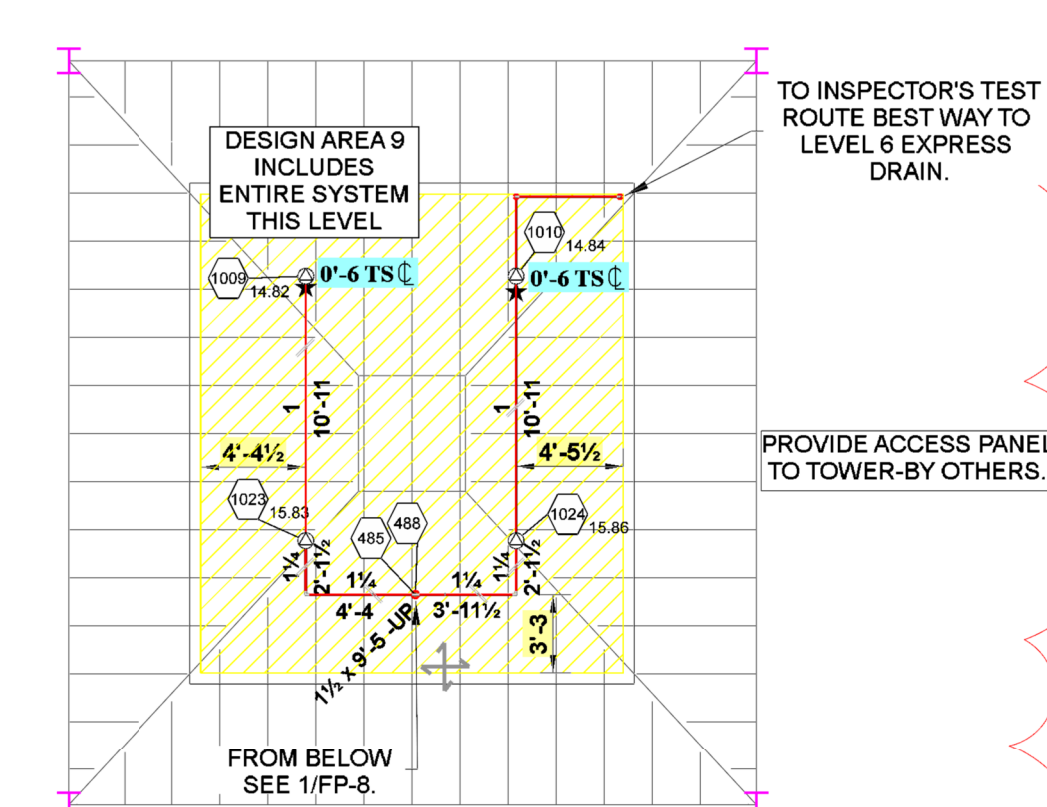 TO INSPECTOR'S TEST
ROUTE BEST WAY TO
LEVEL 6 EXPRESS
DRAIN.
DESIGN AREA 9
INCLUDES
ENTIRE SYSTEM
THIS LEVEL
1010
14.84
1009
14.82
0'-6 TS ℄
0'-6 TS ℄
1
10'-11
1
10'-11
4'-4½
4'-5½
PROVIDE ACCESS PANEL
TO TOWER-BY OTHERS.
1023
15.83
485
488
1024
15.86
1¼
2'-1½
1¼
4'-4
1¼
3'-11½
1¼
2'-1½
3'-3
1½ x 9'-5 -UP
FROM BELOW
SEE 1/FP-8.